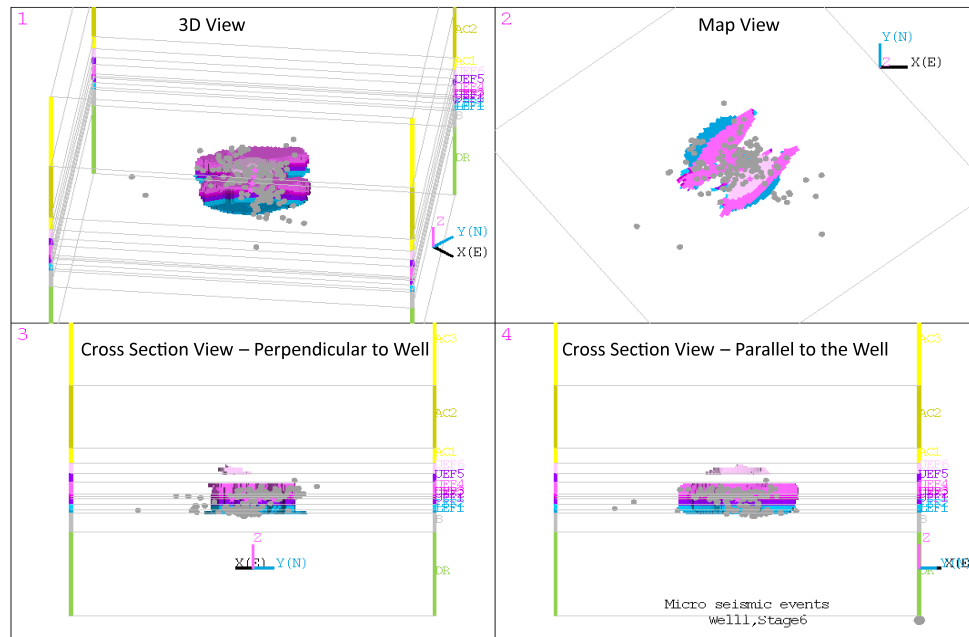 1
3D View
AC2
AC1
UEF5
LEF1
S
DR
Z
Y(N)
X(E)
2
Map View
Y(N)
Z
X(E)
3
Cross Section View – Perpendicular to Well
AC3
AC2
AC1
UEF6
UEF5
UEF4
LEF1
S
DR
Z
X(E)
Y(N)
4
Cross Section View – Parallel to the Well
AC3
AC2
AC1
UEF6
UEF5
UEF4
LEF1
S
DR
Z
X(E)
Micro seismic events
Well1,Stage6